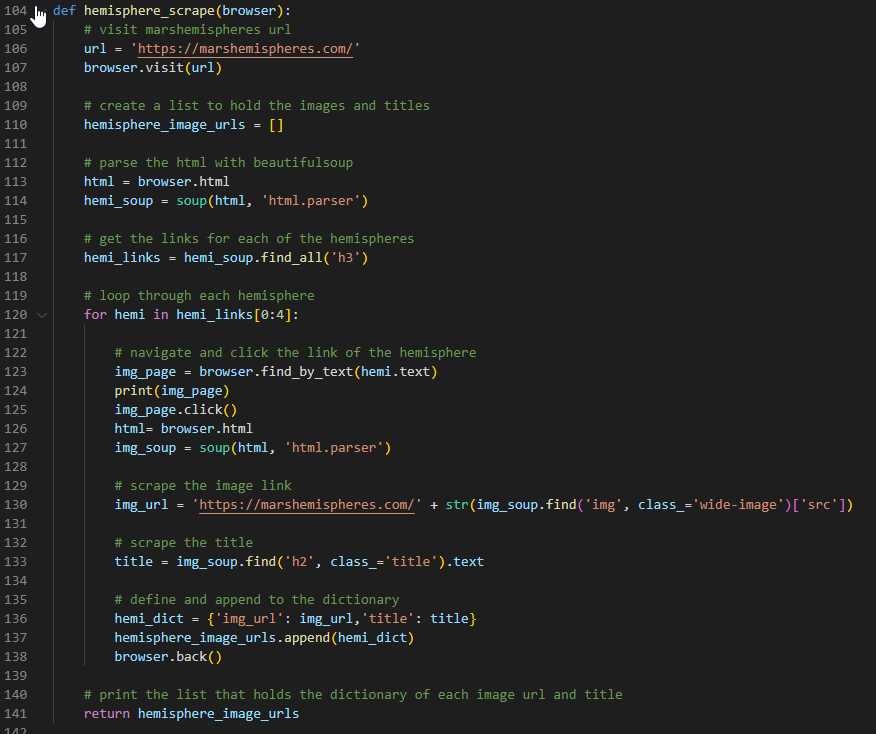 104 def hemisphere_scrape(browser):
105 # visit marshemispheres url
106 url = 'https://marshemispheres.com/'
107 browser.visit(url)
108
109 # create a list to hold the images and titles
110 hemisphere_image_urls = []
111
112 # parse the html with beautifulsoup
113 html = browser.html
114 hemi_soup = soup(html, 'html.parser')
115
116 # get the links for each of the hemispheres
117 hemi_links = hemi_soup.find_all('h3')
118
119 # loop through each hemisphere
120 for hemi in hemi_links[0:4]:
121
122 # navigate and click the link of the hemisphere
123 img_page = browser.find_by_text(hemi.text)
124 print(img_page)
125 img_page.click()
126 html= browser.html
127 img_soup = soup(html, 'html.parser')
128
129 # scrape the image link
130 img_url = 'https://marshemispheres.com/' + str(img_soup.find('img', class_='wide-image')['src'])
131
132 # scrape the title
133 title = img_soup.find('h2', class_='title').text
134
135 # define and append to the dictionary
136 hemi_dict = {'img_url': img_url,'title': title}
137 hemisphere_image_urls.append(hemi_dict)
138 browser.back()
139
140 # print the list that holds the dictionary of each image url and title
141 return hemisphere_image_urls
142